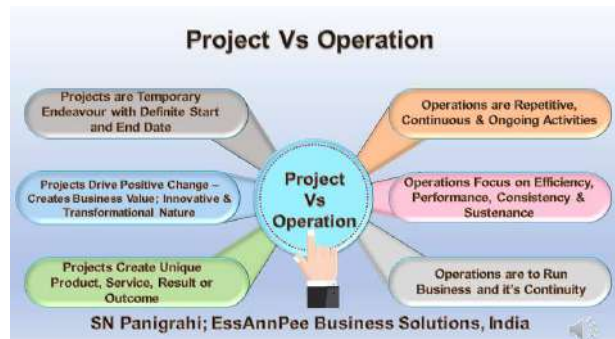 Project Vs Operation
Projects are Temporary
Endeavour with Definite Start
and End Date
Projects Drive Positive Change –
Creates Business Value; Innovative &
Transformational Nature
Projects Create Unique
Product, Service, Result or
Outcome
Project
Vs
Operation
Operations are Repetitive,
Continuous & Ongoing Activities
Operations Focus on Efficiency,
Performance, Consistency &
Sustenance
Operations are to Run
Business and it's Continuity
SN Panigrahi; EssAnnPee Business Solutions, India